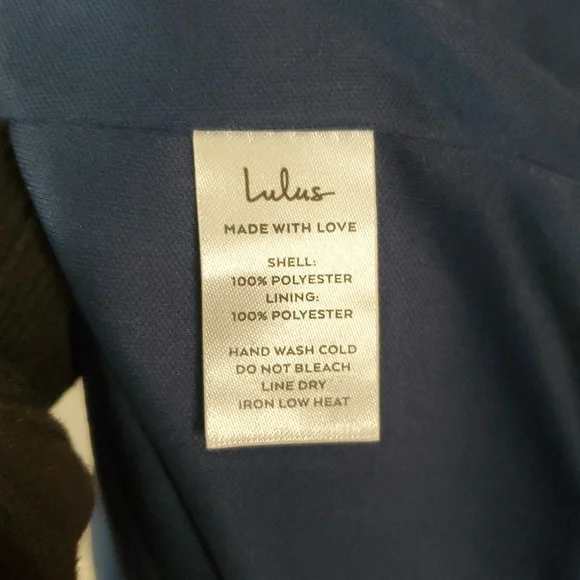 Lulus
MADE WITH LOVE
SHELL:
100% POLYESTER
LINING:
100% POLYESTER
HAND WASH COLD
DO NOT BLEACH
LINE DRY
IRON LOW HEAT